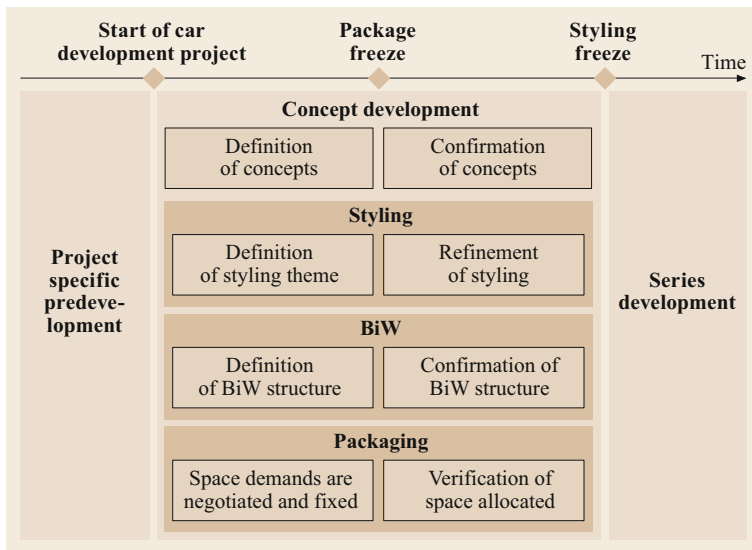 Start of car
development project
Package
freeze
Styling
freeze
Time
Project
specific
predeve-
lopment
Concept development
Definition
of concepts
Confirmation
of concepts
Styling
Definition
of styling theme
Refinement
of styling
BiW
Definition
of BiW structure
Confirmation of
BiW structure
Packaging
Space demands are
negotiated and fixed
Verification of
space allocated
Series
development